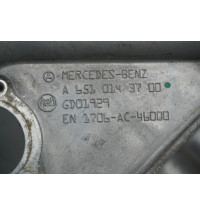 MERCEDES-BENZ
A 651 014 37 00
GD01929
EN 1706-AC-46000